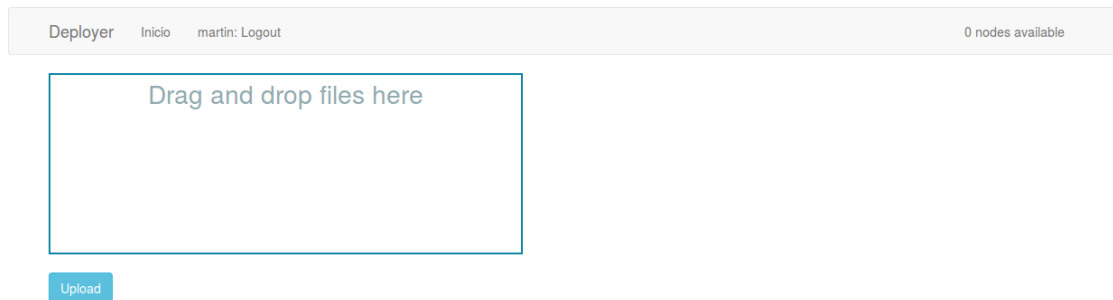 Deployer Inicio martin: Logout 0 nodes available
Drag and drop files here
Upload